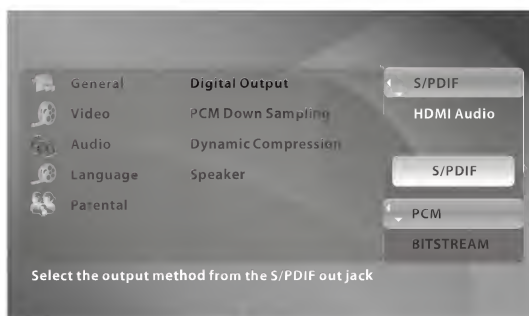 General
Video
Audio
Language
Patental
Digital Output
PCM Down Sampling
Dynamic Compression
Speaker
S/PDIF
HDMI Audio
S/PDIF
PCM
BITSTREAM
Select the output method from the S/PDIF out jack